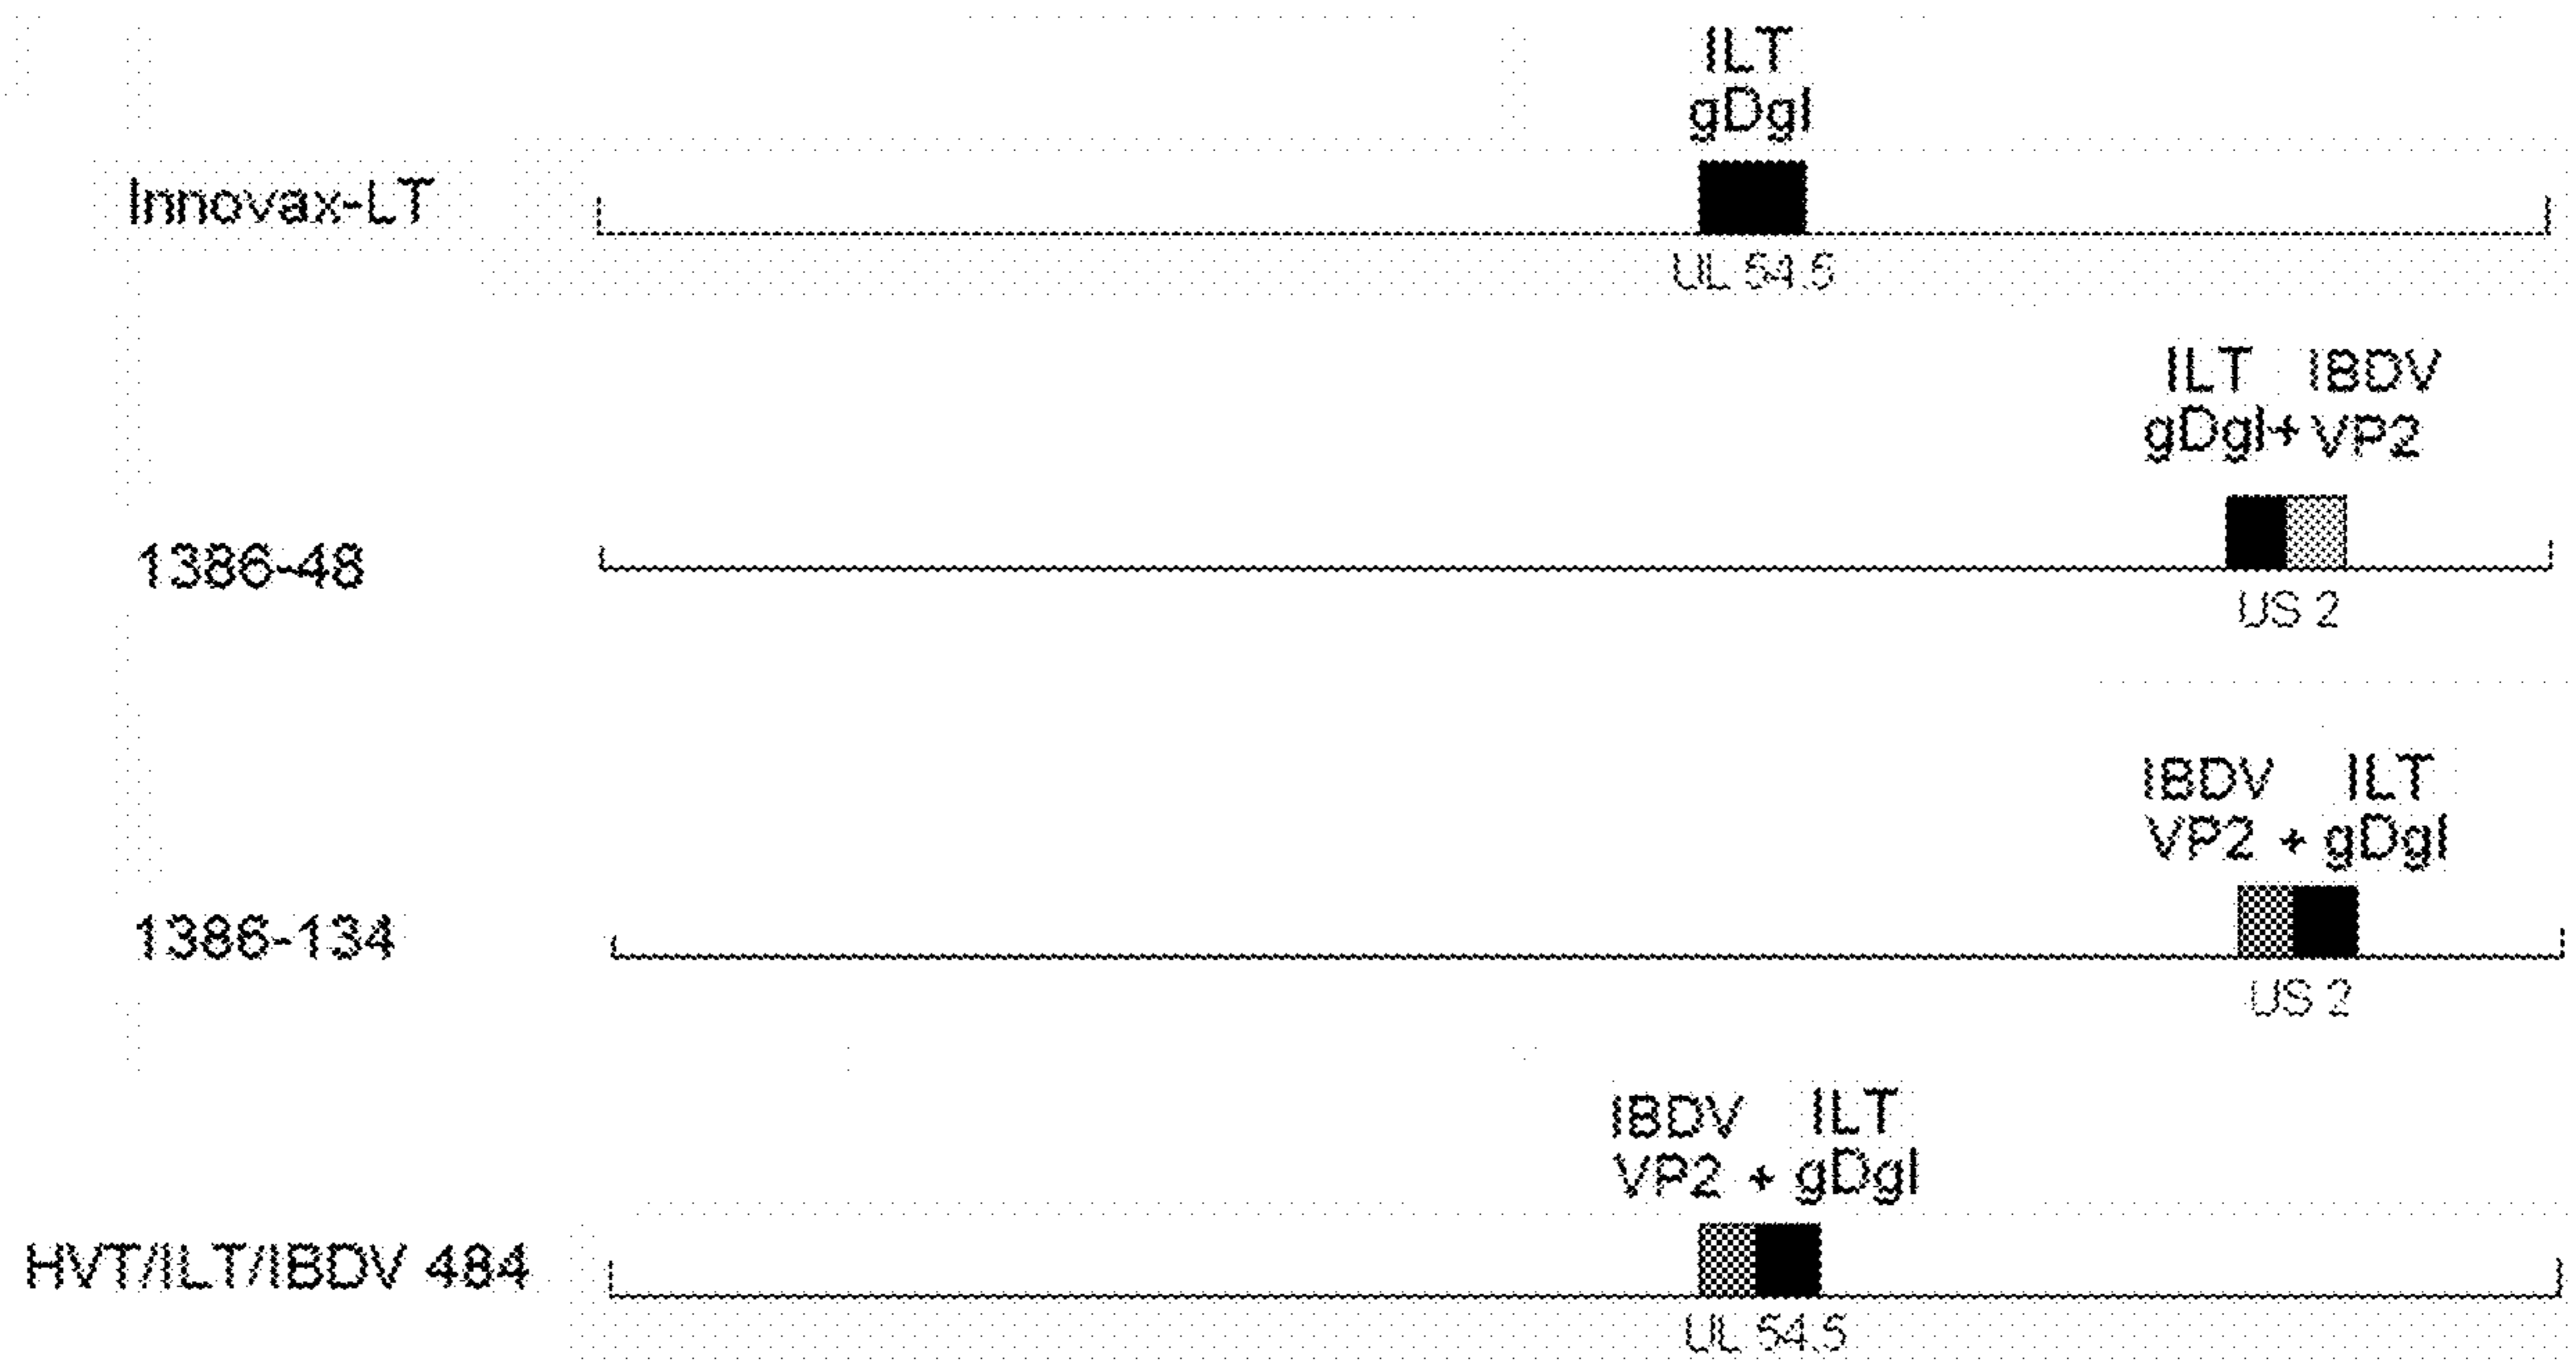 ILT
gDgI
Innovax-LT
UL 54.5
ILT IBDV
gDgI+ VP2
1386-48
US 2
IBDV ILT
VP2 + gDgI
1386-134
US 2
IBDV ILT
VP2 + gDgI
HVT/ILT/IBDV 484
UL 54.5